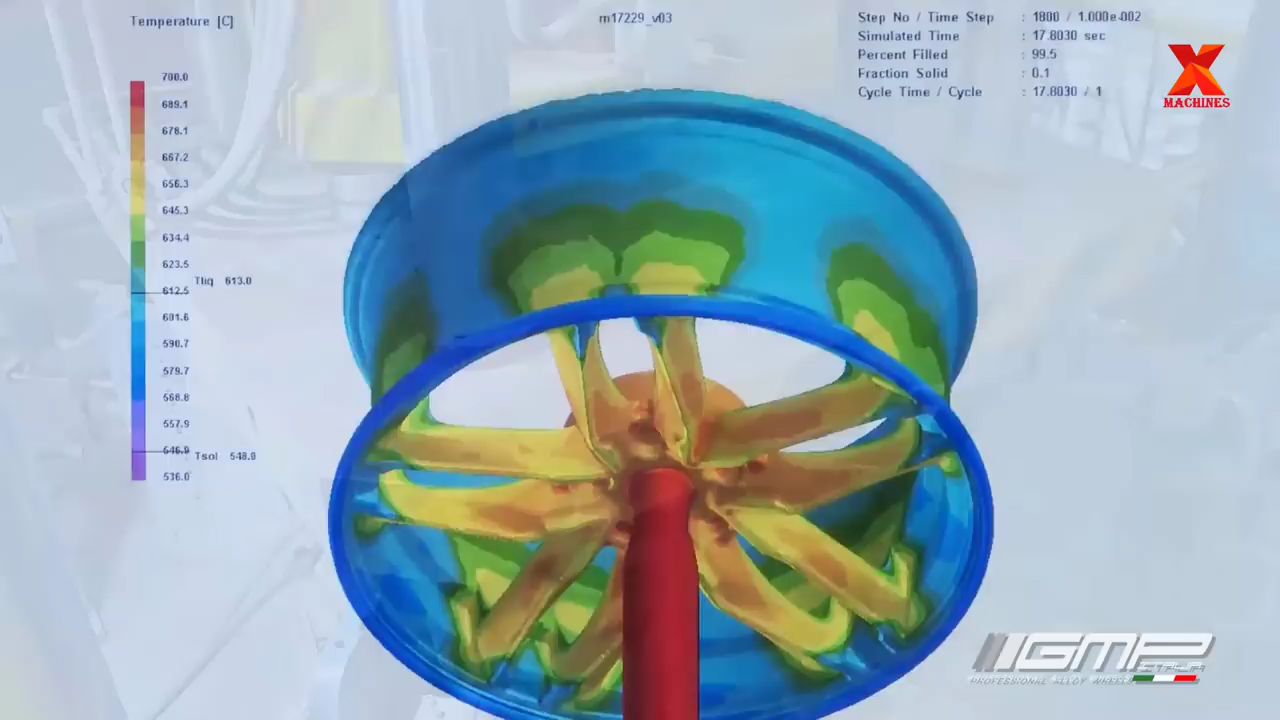 Temperature [C]
m17229_v03
Step No / Time Step : 1800 / 1.000e-002
Simulated Time : 17.8030 sec
Percent Filled : 99.5
Fraction Solid : 0.1
Cycle Time / Cycle : 17.8030 / 1
X
MACHINES
700.0
689.1
678.1
667.2
656.3
645.3
634.4
623.5
Tliq 613.0
612.5
601.6
590.7
579.7
568.8
557.9
546.9
Tsol 548.0
536.0
GMP
ITALIA
PROFESSIONAL ALLOY WHEELS